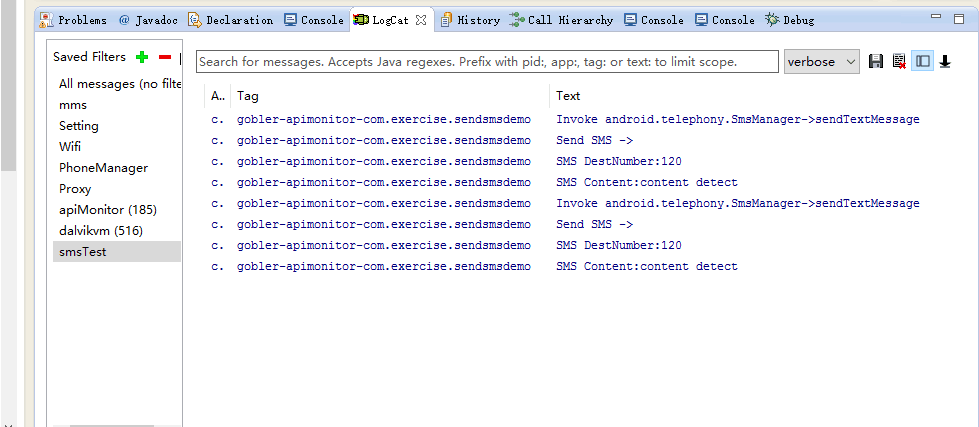 Problems @ Javadoc Declaration Console LogCat History Call Hierarchy Console Console Debug
Saved Filters
Search for messages. Accepts Java regexes. Prefix with pid:, app:, tag: or text: to limit scope.
verbose
All messages (no filte
mms
Setting
Wifi
PhoneManager
Proxy
apiMonitor (185)
dalvikvm (516)
smsTest
A.. Tag Text
c. gobler-apimonitor-com.exercise.sendsmsdemo Invoke android.telephony.SmsManager->sendTextMessage
c. gobler-apimonitor-com.exercise.sendsmsdemo Send SMS ->
c. gobler-apimonitor-com.exercise.sendsmsdemo SMS DestNumber:120
c. gobler-apimonitor-com.exercise.sendsmsdemo SMS Content:content detect
c. gobler-apimonitor-com.exercise.sendsmsdemo Invoke android.telephony.SmsManager->sendTextMessage
c. gobler-apimonitor-com.exercise.sendsmsdemo Send SMS ->
c. gobler-apimonitor-com.exercise.sendsmsdemo SMS DestNumber:120
c. gobler-apimonitor-com.exercise.sendsmsdemo SMS Content:content detect